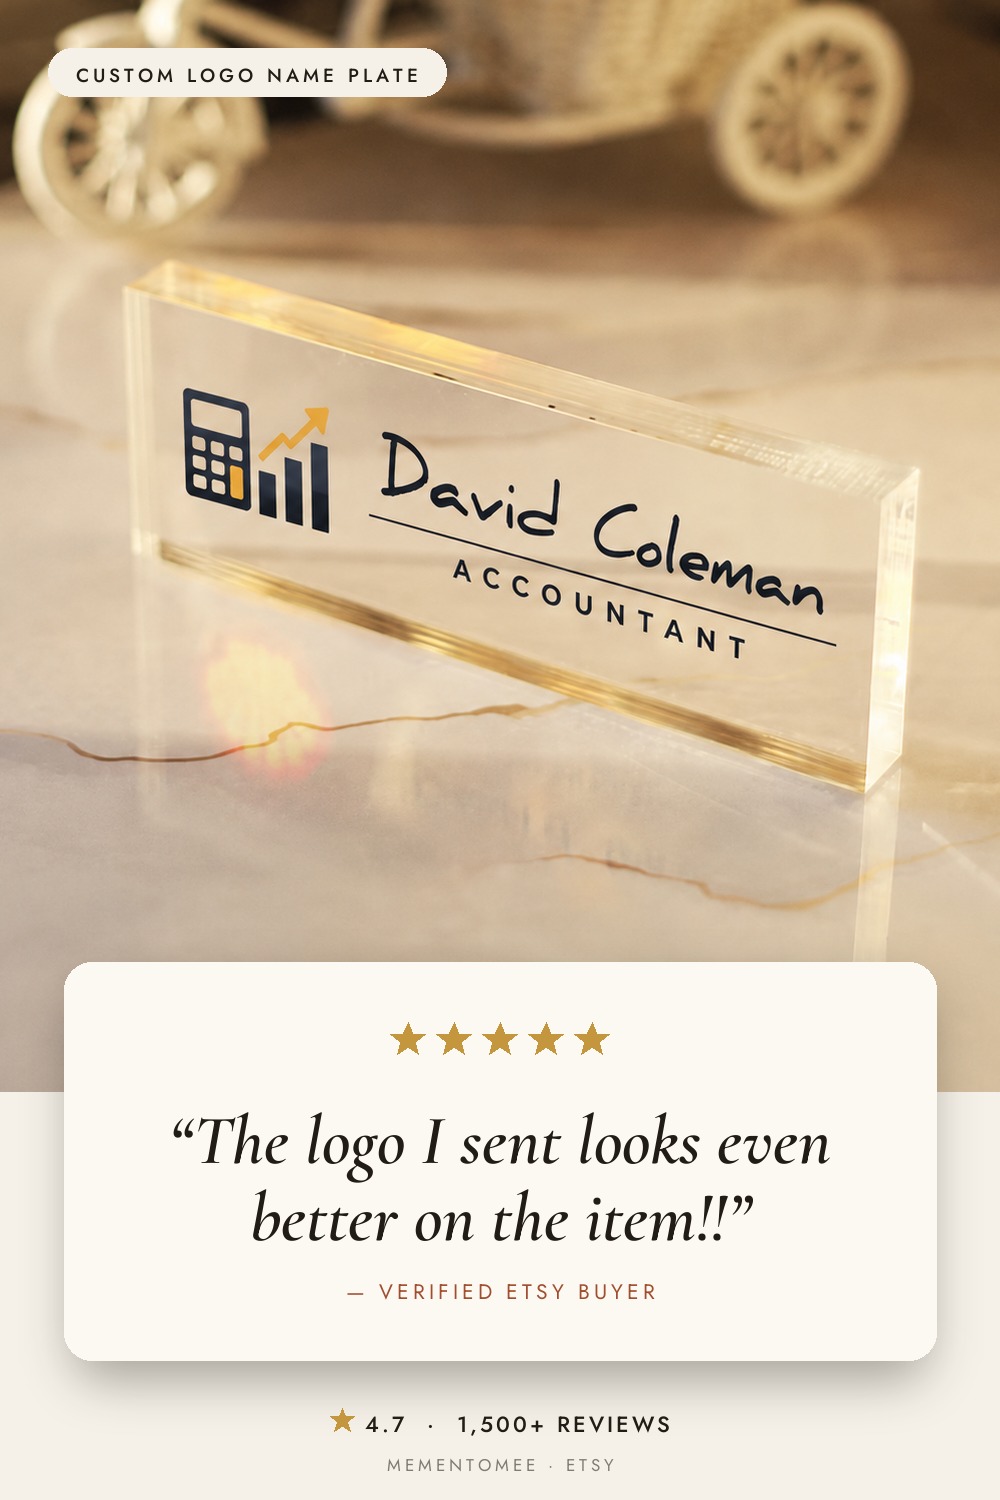 CUSTOM LOGO NAME PLATE
David Coleman
ACCOUNTANT
“The logo I sent looks even
better on the item!!”
— VERIFIED ETSY BUYER
4.7 · 1,500+ REVIEWS
MEMENTOMEE · ETSY